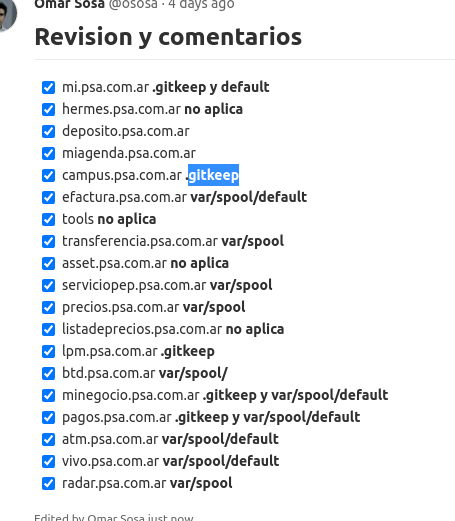 Omar Sosa @ososa · 4 days ago
Revision y comentarios
mi.psa.com.ar .gitkeep y default
hermes.psa.com.ar no aplica
deposito.psa.com.ar
miagenda.psa.com.ar
campus.psa.com.ar .gitkeep
efactura.psa.com.ar var/spool/default
tools no aplica
transferencia.psa.com.ar var/spool
asset.psa.com.ar no aplica
serviciopep.psa.com.ar var/spool
precios.psa.com.ar var/spool
listadeprecios.psa.com.ar no aplica
lpm.psa.com.ar .gitkeep
btd.psa.com.ar var/spool/
minegocio.psa.com.ar .gitkeep y var/spool/default
pagos.psa.com.ar .gitkeep y var/spool/default
atm.psa.com.ar var/spool/default
vivo.psa.com.ar var/spool/default
radar.psa.com.ar var/spool
Edited by Omar Sosa just now